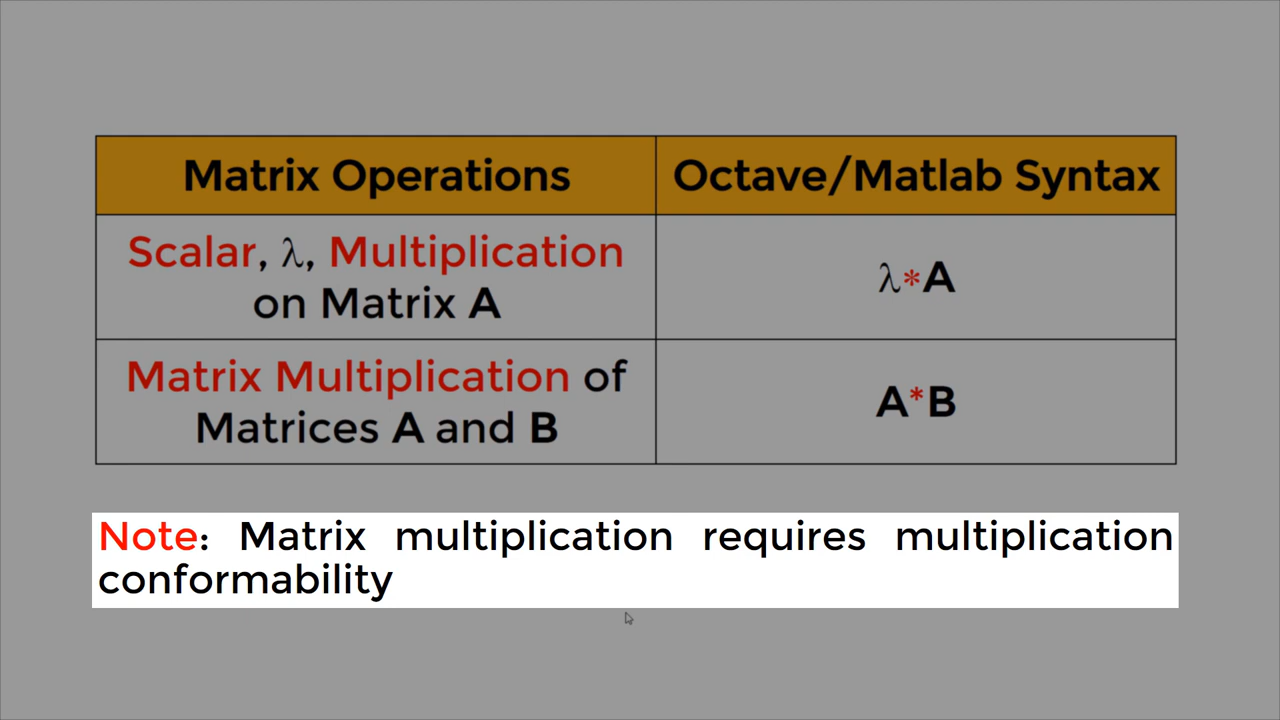 Matrix Operations
Octave/Matlab Syntax
Scalar, λ, Multiplication
on Matrix A
λ*A
Matrix Multiplication of
Matrices A and B
A*B
Note: Matrix multiplication requires multiplication
conformability